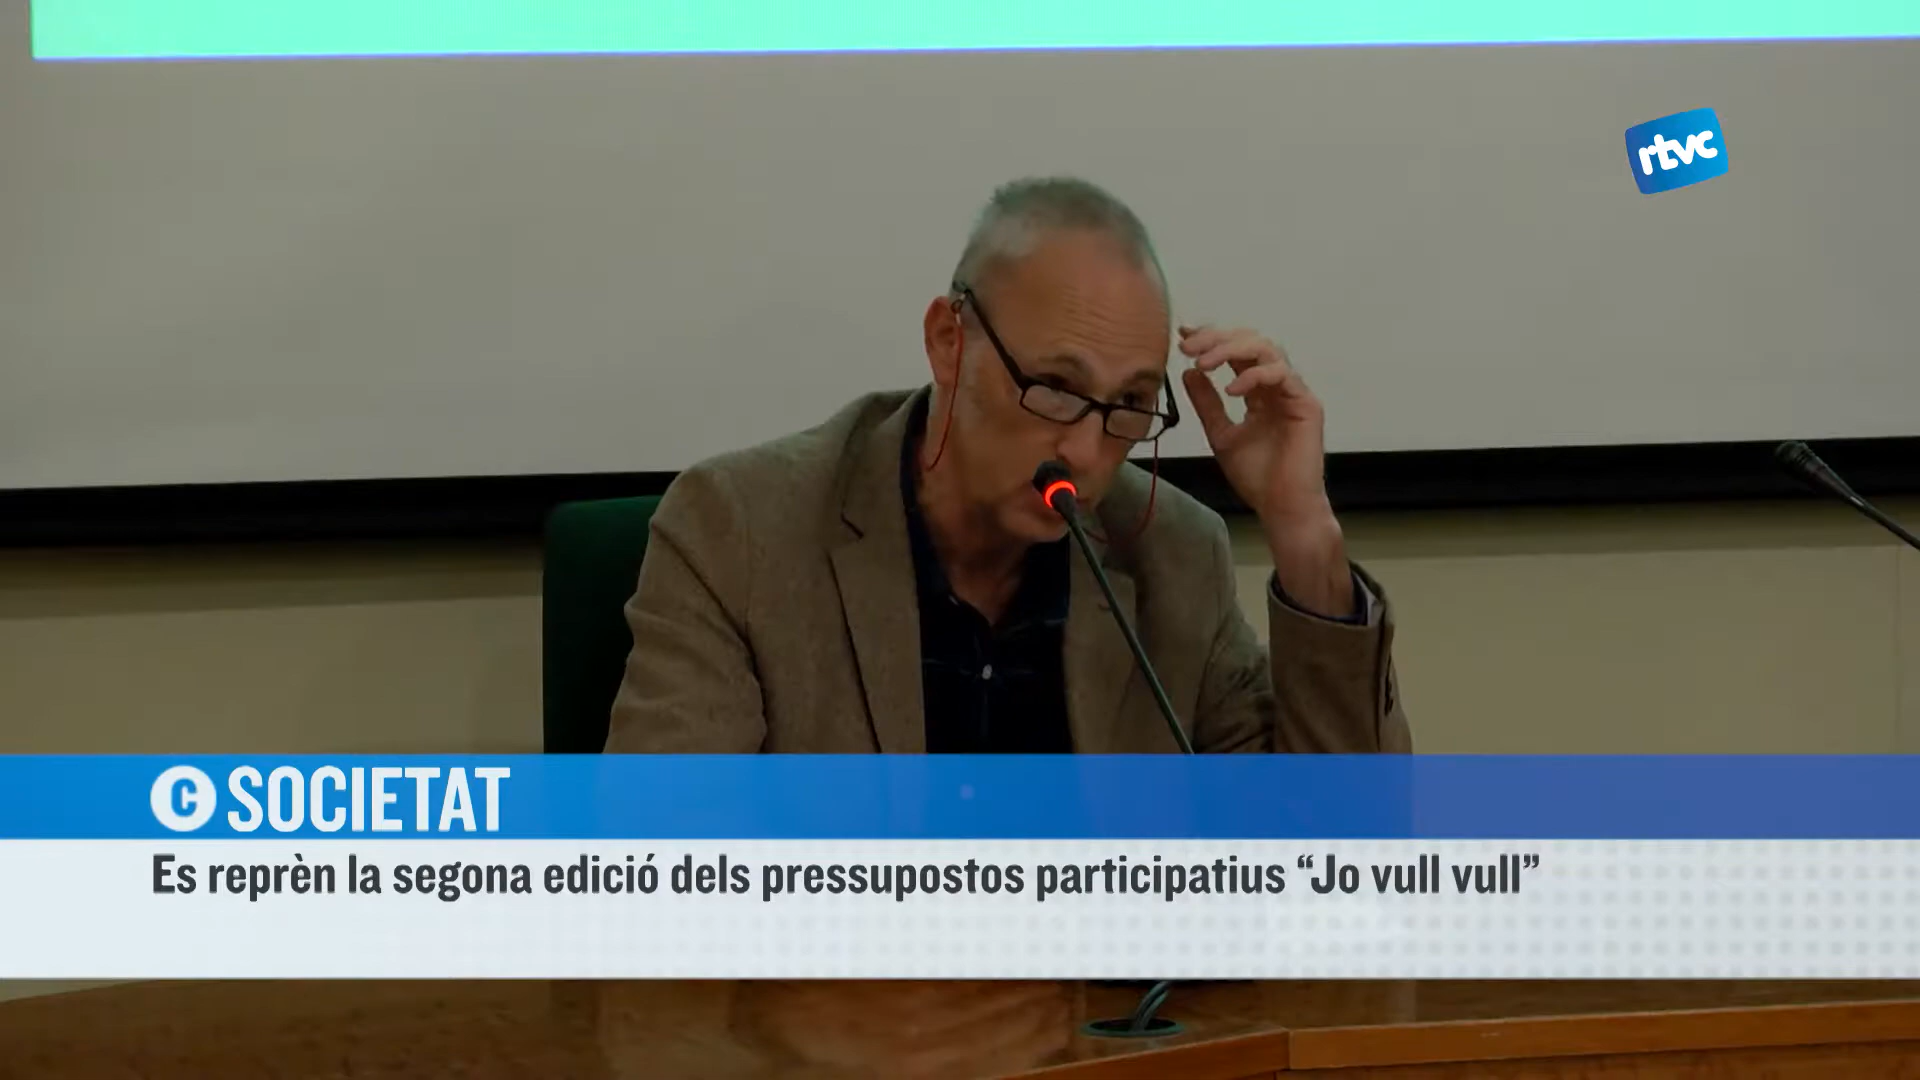 rtvc
C SOCIETAT
Es reprèn la segona edició dels pressupostos participatius “Jo vull vull”